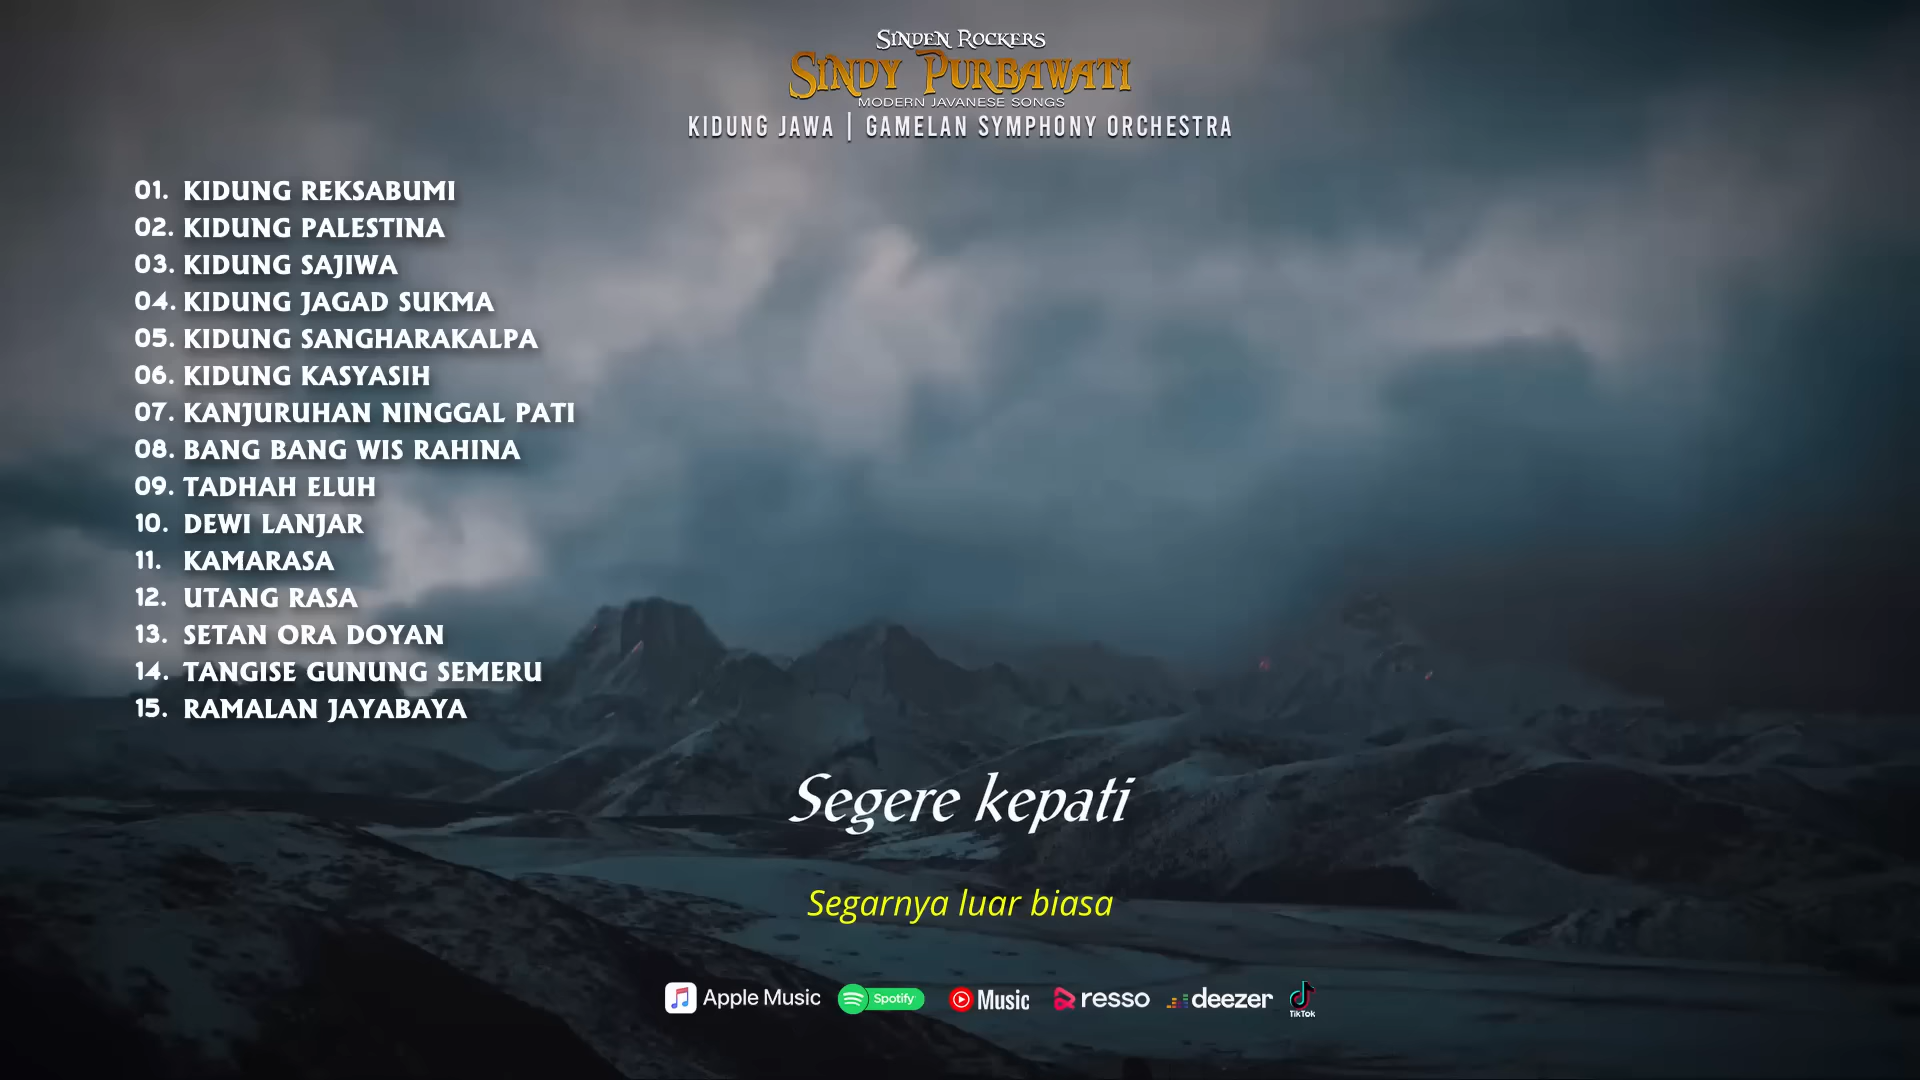 SINDEN ROCKERS
SINDY PURBAWATI
MODERN JAVANESE SONGS
KIDUNG JAWA | GAMELAN SYMPHONY ORCHESTRA
01. KIDUNG REKSABUMI
02. KIDUNG PALESTINA
03. KIDUNG SAJIWA
04. KIDUNG JAGAD SUKMA
05. KIDUNG SANGHARAKALPA
06. KIDUNG KASYASIH
07. KANJURUHAN NINGGAL PATI
08. BANG BANG WIS RAHINA
09. TADHAH ELUH
10. DEWI LANJAR
11. KAMARASA
12. UTANG RASA
13. SETAN ORA DOYAN
14. TANGISE GUNUNG SEMERU
15. RAMALAN JAYABAYA
Segere kepati
Segarnya luar biasa
Apple Music Spotify Music resso deezer TikTok